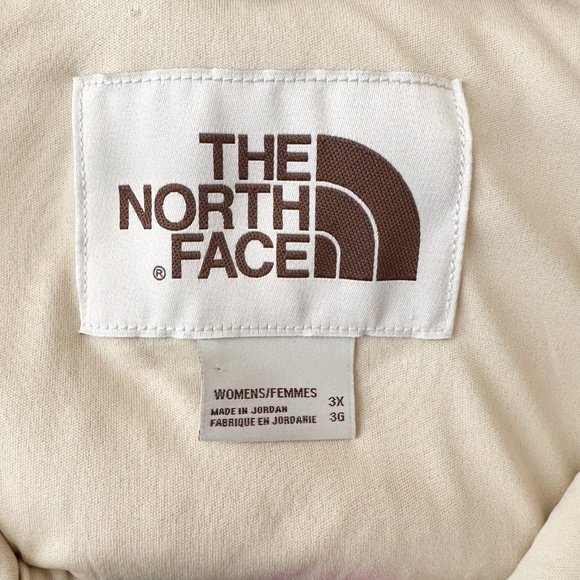 THE
NORTH
® FACE
WOMENS/FEMMES 3X
MADE IN JORDAN
FABRIQUE EN JORDANIE 3G